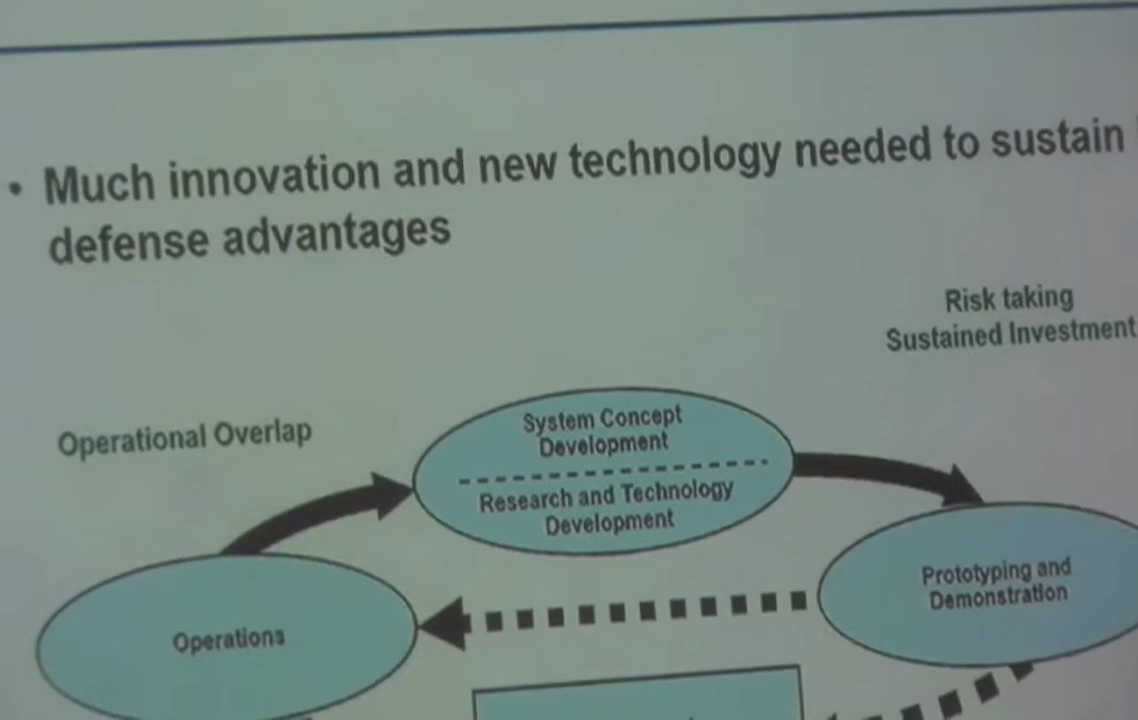 • Much innovation and new technology needed to sustain
defense advantages
Risk taking
Sustained Investment
Operational Overlap
System Concept
Development
Research and Technology
Development
Prototyping and
Demonstration
Operations